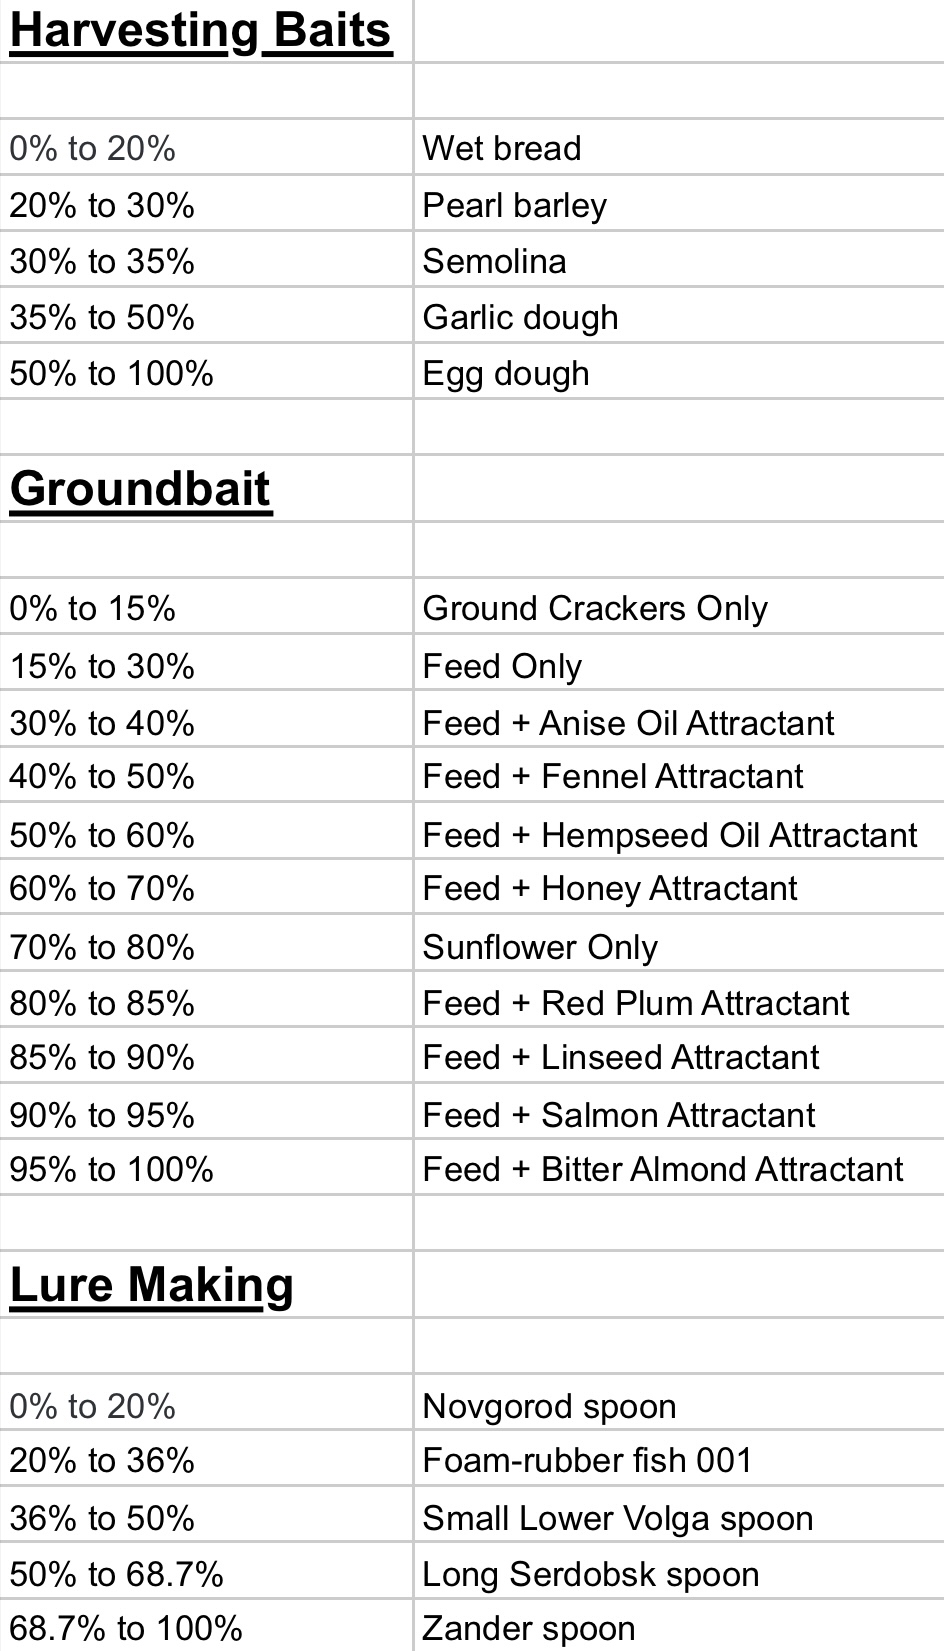 Harvesting Baits
0% to 20% Wet bread
20% to 30% Pearl barley
30% to 35% Semolina
35% to 50% Garlic dough
50% to 100% Egg dough
Groundbait
0% to 15% Ground Crackers Only
15% to 30% Feed Only
30% to 40% Feed + Anise Oil Attractant
40% to 50% Feed + Fennel Attractant
50% to 60% Feed + Hempseed Oil Attractant
60% to 70% Feed + Honey Attractant
70% to 80% Sunflower Only
80% to 85% Feed + Red Plum Attractant
85% to 90% Feed + Linseed Attractant
90% to 95% Feed + Salmon Attractant
95% to 100% Feed + Bitter Almond Attractant
Lure Making
0% to 20% Novgorod spoon
20% to 36% Foam-rubber fish 001
36% to 50% Small Lower Volga spoon
50% to 68.7% Long Serdobsk spoon
68.7% to 100% Zander spoon